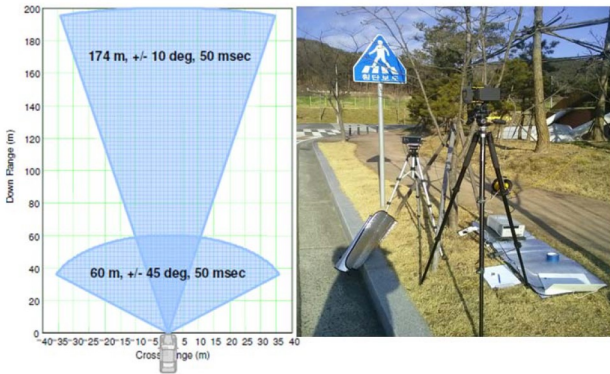 200
180
160
140
120
100
80
60
40
20
0
Down Range (m)
174 m, +/- 10 deg, 50 msec
60 m, +/- 45 deg, 50 msec
-40-35-30-25-20-15-10 -5 0 5 10 15 20 25 30 35 40
Cross Range (m)
횡단보도